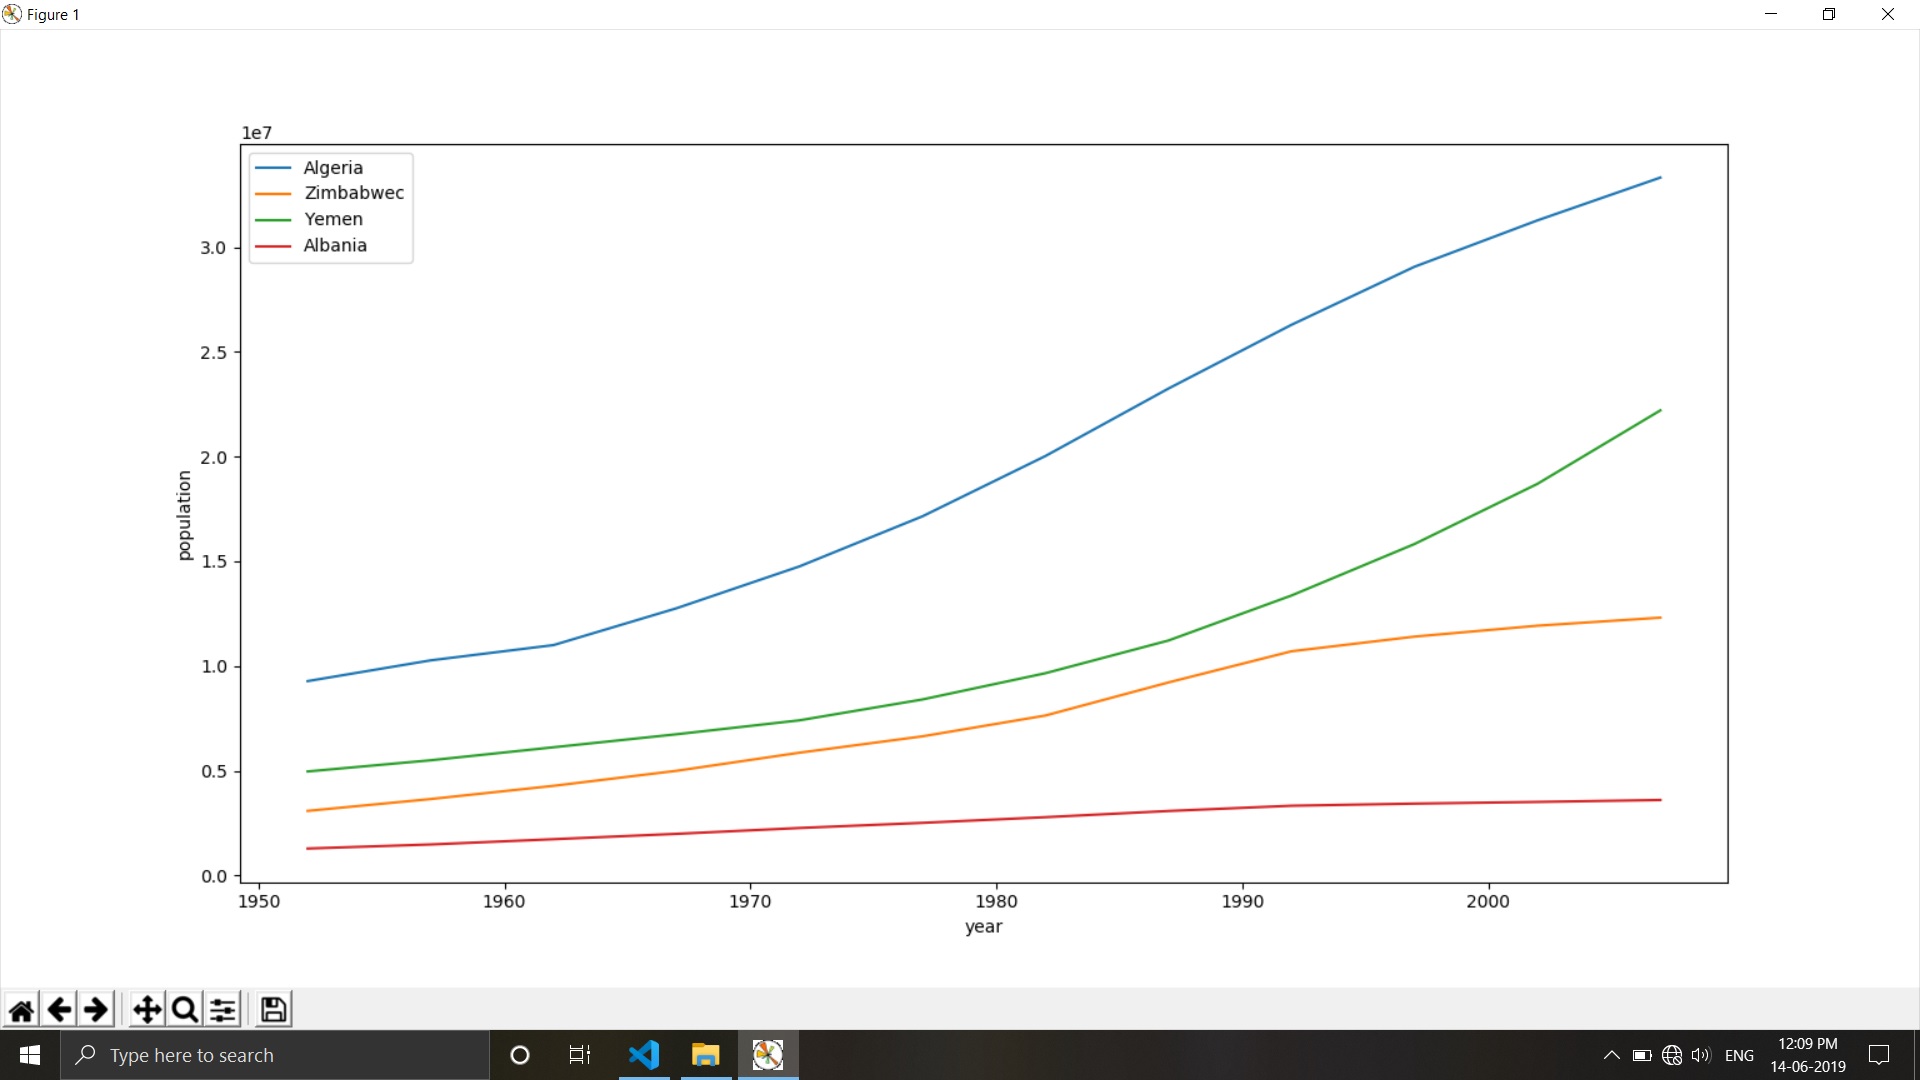 Figure 1
1e7
Algeria
Zimbabwec
Yemen
Albania
3.0
2.5
2.0
1.5
1.0
0.5
0.0
population
1950 1960 1970 1980 1990 2000
year
Type here to search
ENG
12:09 PM
14-06-2019